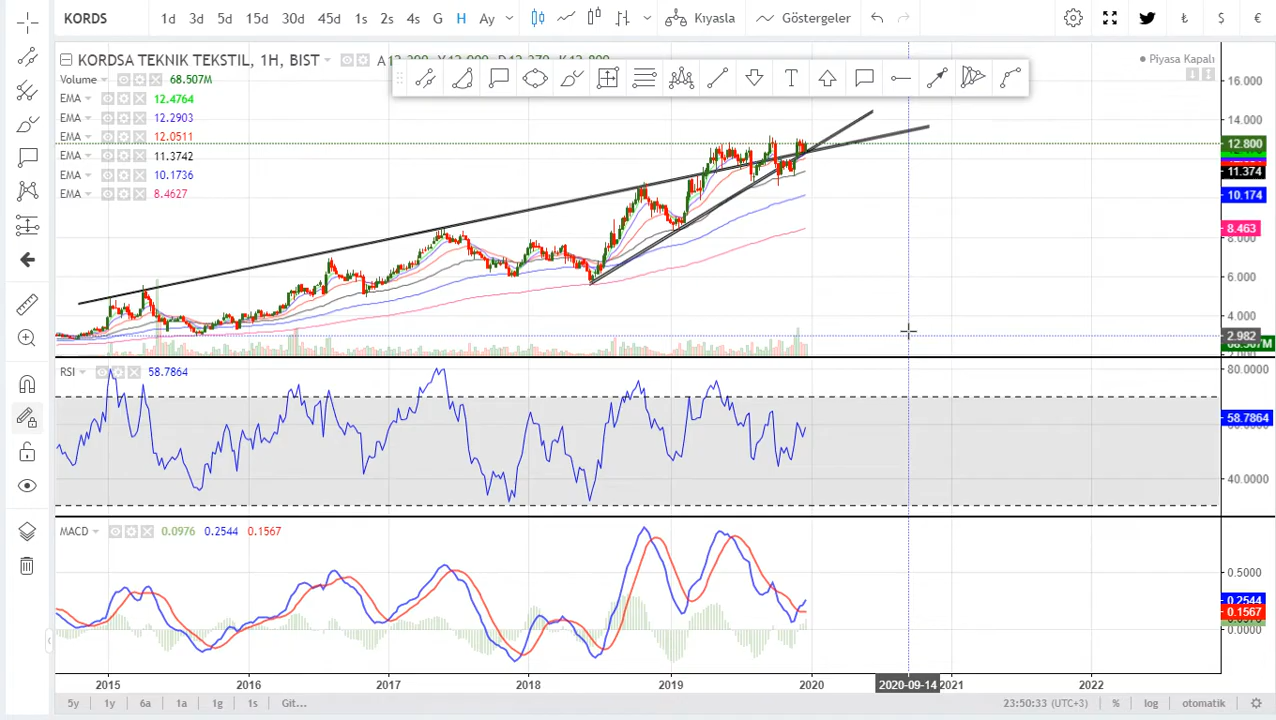 KORDS 1d 3d 5d 15d 30d 45d 1s 2s 4s G H Ay Kıyasla Göstergeler ₺ $ €
KORDSA TEKNİK TEKSTİL, 1H, BIST
Piyasa Kapalı
Volume 68.507M
EMA 12.4764
EMA 12.2903
EMA 12.0511
EMA 11.3742
EMA 10.1736
EMA 8.4627
16.000
14.000
12.800
11.374
10.174
8.463
8.000
6.000
4.000
2.982
68.507M
RSI 58.7864
80.0000
58.7864
40.0000
MACD 0.0976 0.2544 0.1567
0.5000
0.2544
0.1567
0.0000
2015 2016 2017 2018 2019 2020 2020-09-14 2021 2022
5y 1y 6a 1a 1g 1s Git... 23:50:33 (UTC+3) % log otomatik